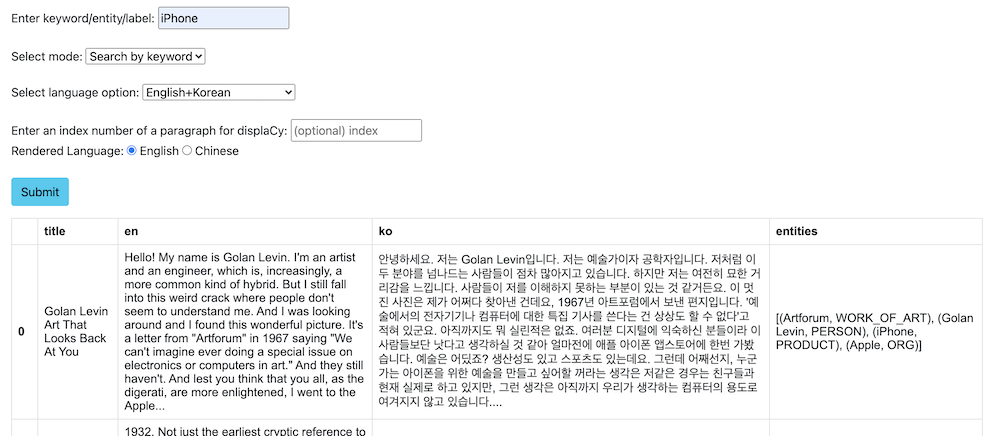 Enter keyword/entity/label: iPhone
Select mode: Search by keyword
Select language option: English+Korean
Enter an index number of a paragraph for displaCy: (optional) index
Rendered Language: English Chinese
Submit
title en ko entities
0
Golan Levin
Art That
Looks Back
At You
Hello! My name is Golan Levin. I'm an artist
and an engineer, which is, increasingly, a
more common kind of hybrid. But I still fall
into this weird crack where people don't
seem to understand me. And I was looking
around and I found this wonderful picture. It's
a letter from "Artforum" in 1967 saying "We
can't imagine ever doing a special issue on
electronics or computers in art." And they still
haven't. And lest you think that you all, as the
digerati, are more enlightened, I went to the
Apple...
안녕하세요. 저는 Golan Levin입니다. 저는 예술가이자 공학자입니다. 저처럼 이
두 분야를 넘나드는 사람들이 점차 많아지고 있습니다. 하지만 저는 여전히 묘한 거
리감을 느낍니다. 사람들이 저를 이해하지 못하는 부분이 있는 것 같거든요. 이 멋
진 사진은 제가 어쩌다 찾아낸 건데요, 1967년 아트포럼에서 보낸 편지입니다. '예
술에서의 전자기기나 컴퓨터에 대한 특집 기사를 쓴다는 건 상상도 할 수 없다'고
적혀 있군요. 아직까지도 뭐 실린적은 없죠. 여러분 디지털에 익숙하신 분들이라 이
사람들보단 낫다고 생각하실 것 같아 얼마전에 애플 아이폰 앱스토어에 한번 가봤
습니다. 예술은 어딨죠? 생산성도 있고 스포츠도 있는데요. 그런데 어째선지, 누군
가는 아이폰을 위한 예술을 만들고 싶어할 꺼라는 생각은 저같은 경우는 친구들과
현재 실제로 하고 있지만, 그런 생각은 아직까지 우리가 생각하는 컴퓨터의 용도로
여겨지지 않고 있습니다....
[(Artforum, WORK_OF_ART), (Golan
Levin, PERSON), (iPhone,
PRODUCT), (Apple, ORG)]
1932. Not just the earliest cryptic reference to